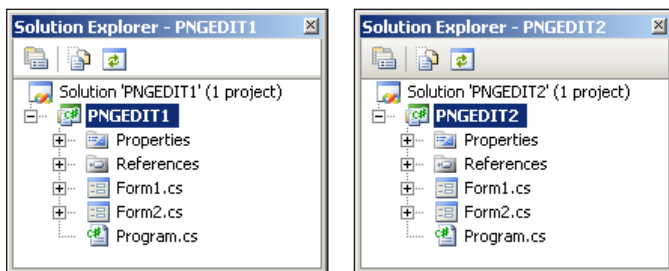 Solution Explorer - PNGEDIT1
Solution 'PNGEDIT1' (1 project)
PNGEDIT1
Properties
References
Form1.cs
Form2.cs
Program.cs
Solution Explorer - PNGEDIT2
Solution 'PNGEDIT2' (1 project)
PNGEDIT2
Properties
References
Form1.cs
Form2.cs
Program.cs